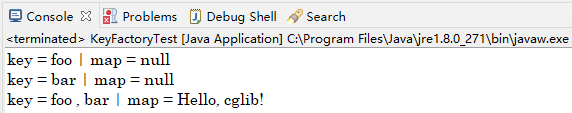 Console Problems Debug Shell Search
<terminated> KeyFactoryTest [Java Application] C:\Program Files\Java\jre1.8.0_271\bin\javaw.exe
key = foo | map = null
key = bar | map = null
key = foo , bar | map = Hello, cglib!